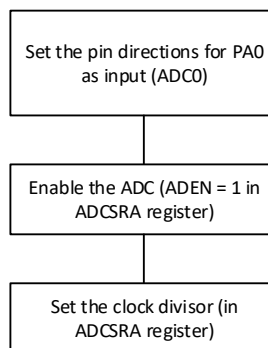 Set the pin directions for PA0
as input (ADC0)
Enable the ADC (ADEN = 1 in
ADCSRA register)
Set the clock divisor (in
ADCSRA register)